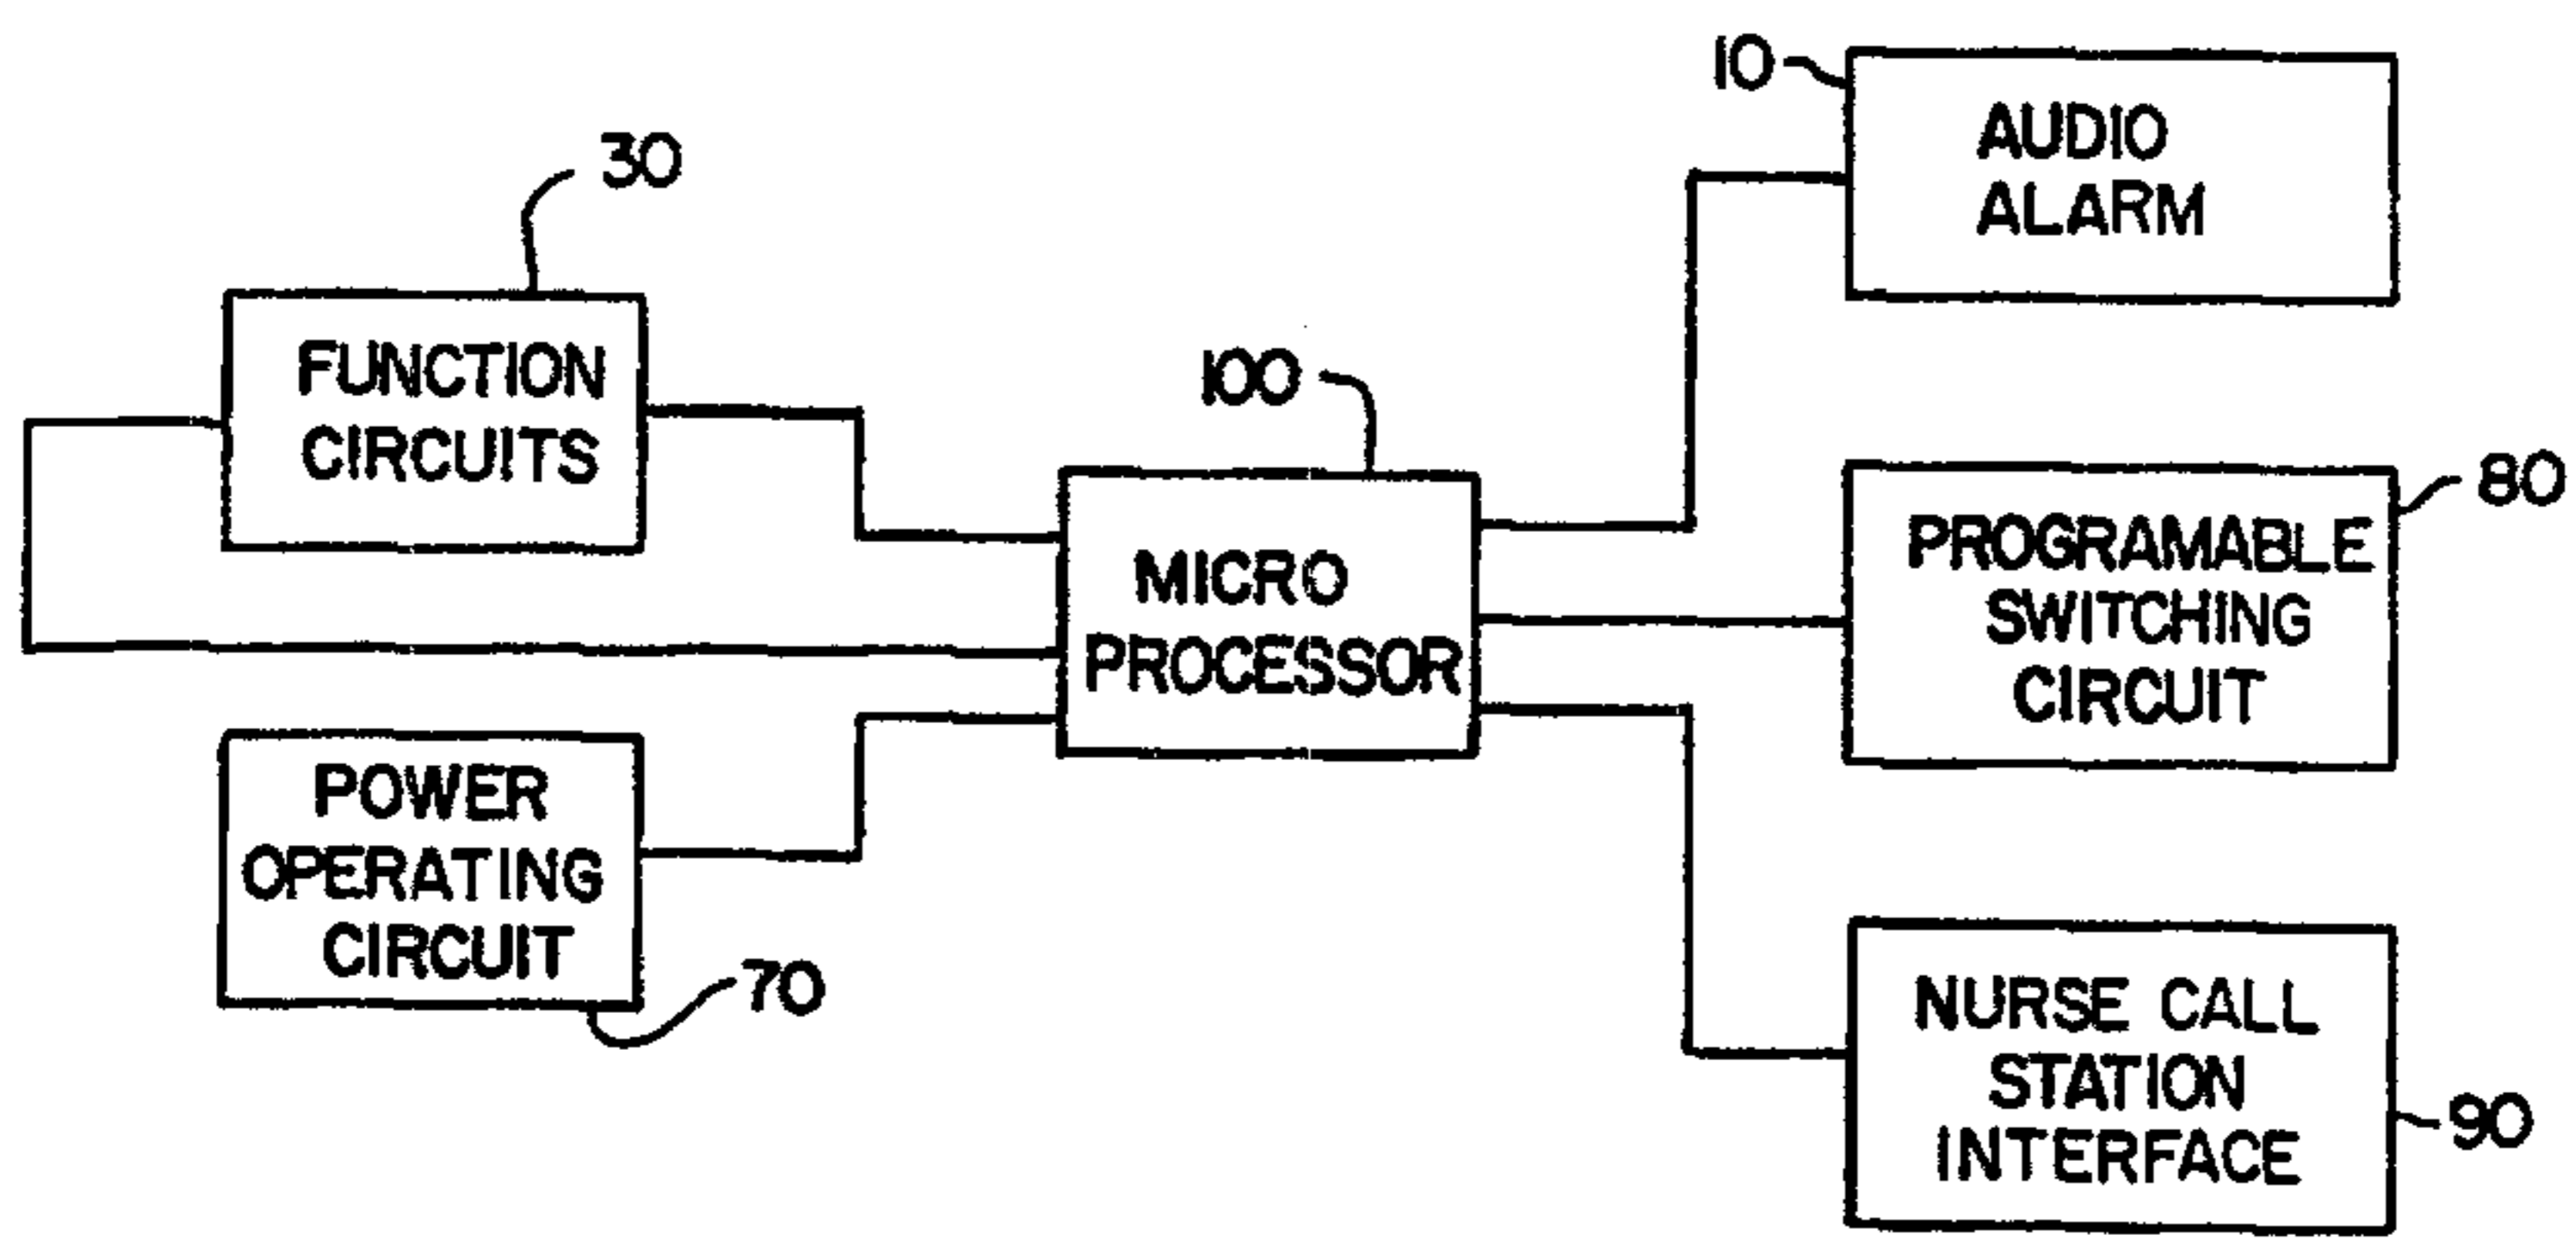 30
FUNCTION
CIRCUITS
POWER
OPERATING
CIRCUIT
70
100
MICRO
PROCESSOR
10
AUDIO
ALARM
80
PROGRAMABLE
SWITCHING
CIRCUIT
NURSE CALL
STATION
INTERFACE
90